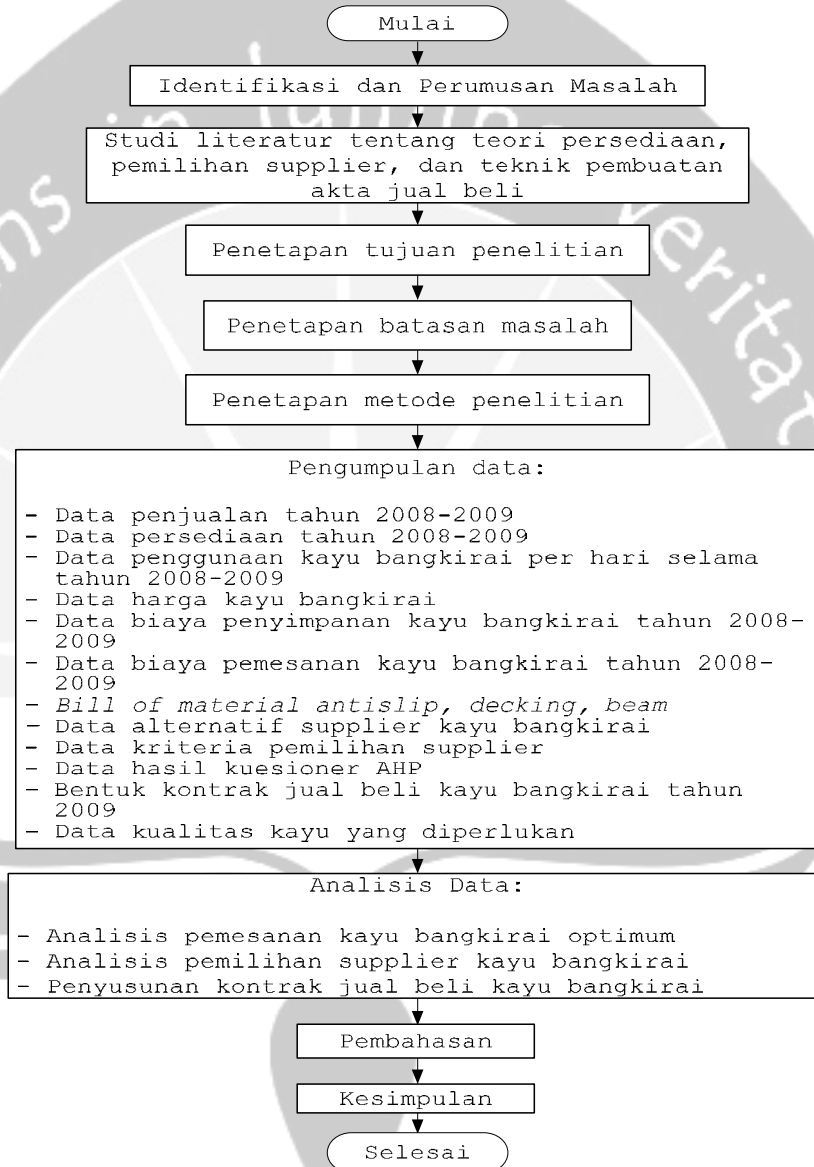 Mulai
Identifikasi dan Perumusan Masalah
Studi literatur tentang teori persediaan,
pemilihan supplier, dan teknik pembuatan
akta jual beli
Penetapan tujuan penelitian
Penetapan batasan masalah
Penetapan metode penelitian
Pengumpulan data:
- Data penjualan tahun 2008-2009
- Data persediaan tahun 2008-2009
- Data penggunaan kayu bangkirai per hari selama
tahun 2008-2009
- Data harga kayu bangkirai
- Data biaya penyimpanan kayu bangkirai tahun 2008-
2009
- Data biaya pemesanan kayu bangkirai tahun 2008-
2009
- Bill of material antislip, decking, beam
- Data alternatif supplier kayu bangkirai
- Data kriteria pemilihan supplier
- Data hasil kuesioner AHP
- Bentuk kontrak jual beli kayu bangkirai tahun
2009
- Data kualitas kayu yang diperlukan
Analisis Data:
- Analisis pemesanan kayu bangkirai optimum
- Analisis pemilihan supplier kayu bangkirai
- Penyusunan kontrak jual beli kayu bangkirai
Pembahasan
Kesimpulan
Selesai